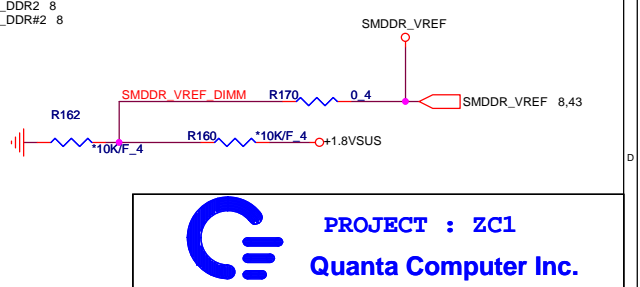 _DDR2 8
_DDR#2 8
SMDDR_VREF
SMDDR_VREF_DIMM
R170
0_4
SMDDR_VREF 8,43
R162
*10K/F_4
R160
*10K/F_4
+1.8VSUS
D
PROJECT : ZC1
Quanta Computer Inc.